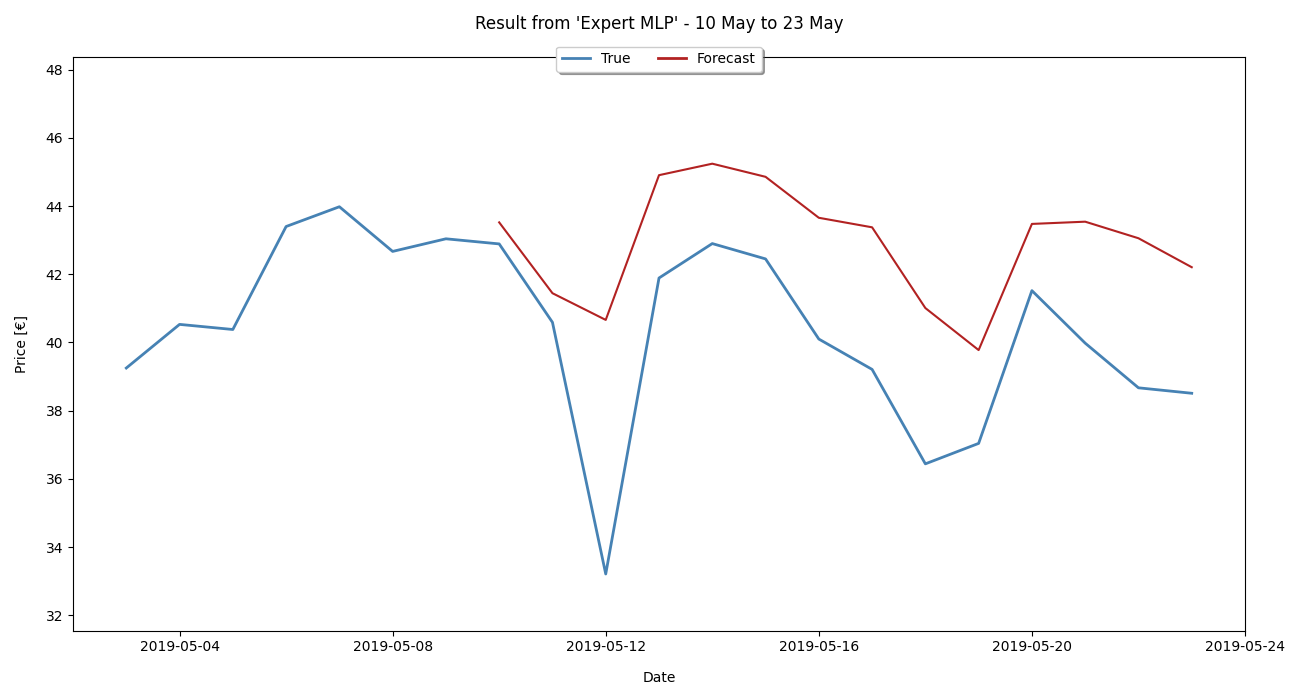 Result from 'Expert MLP' - 10 May to 23 May
True Forecast
48
46
44
42
40
38
36
34
32
Price [€]
2019-05-04 2019-05-08 2019-05-12 2019-05-16 2019-05-20 2019-05-24
Date